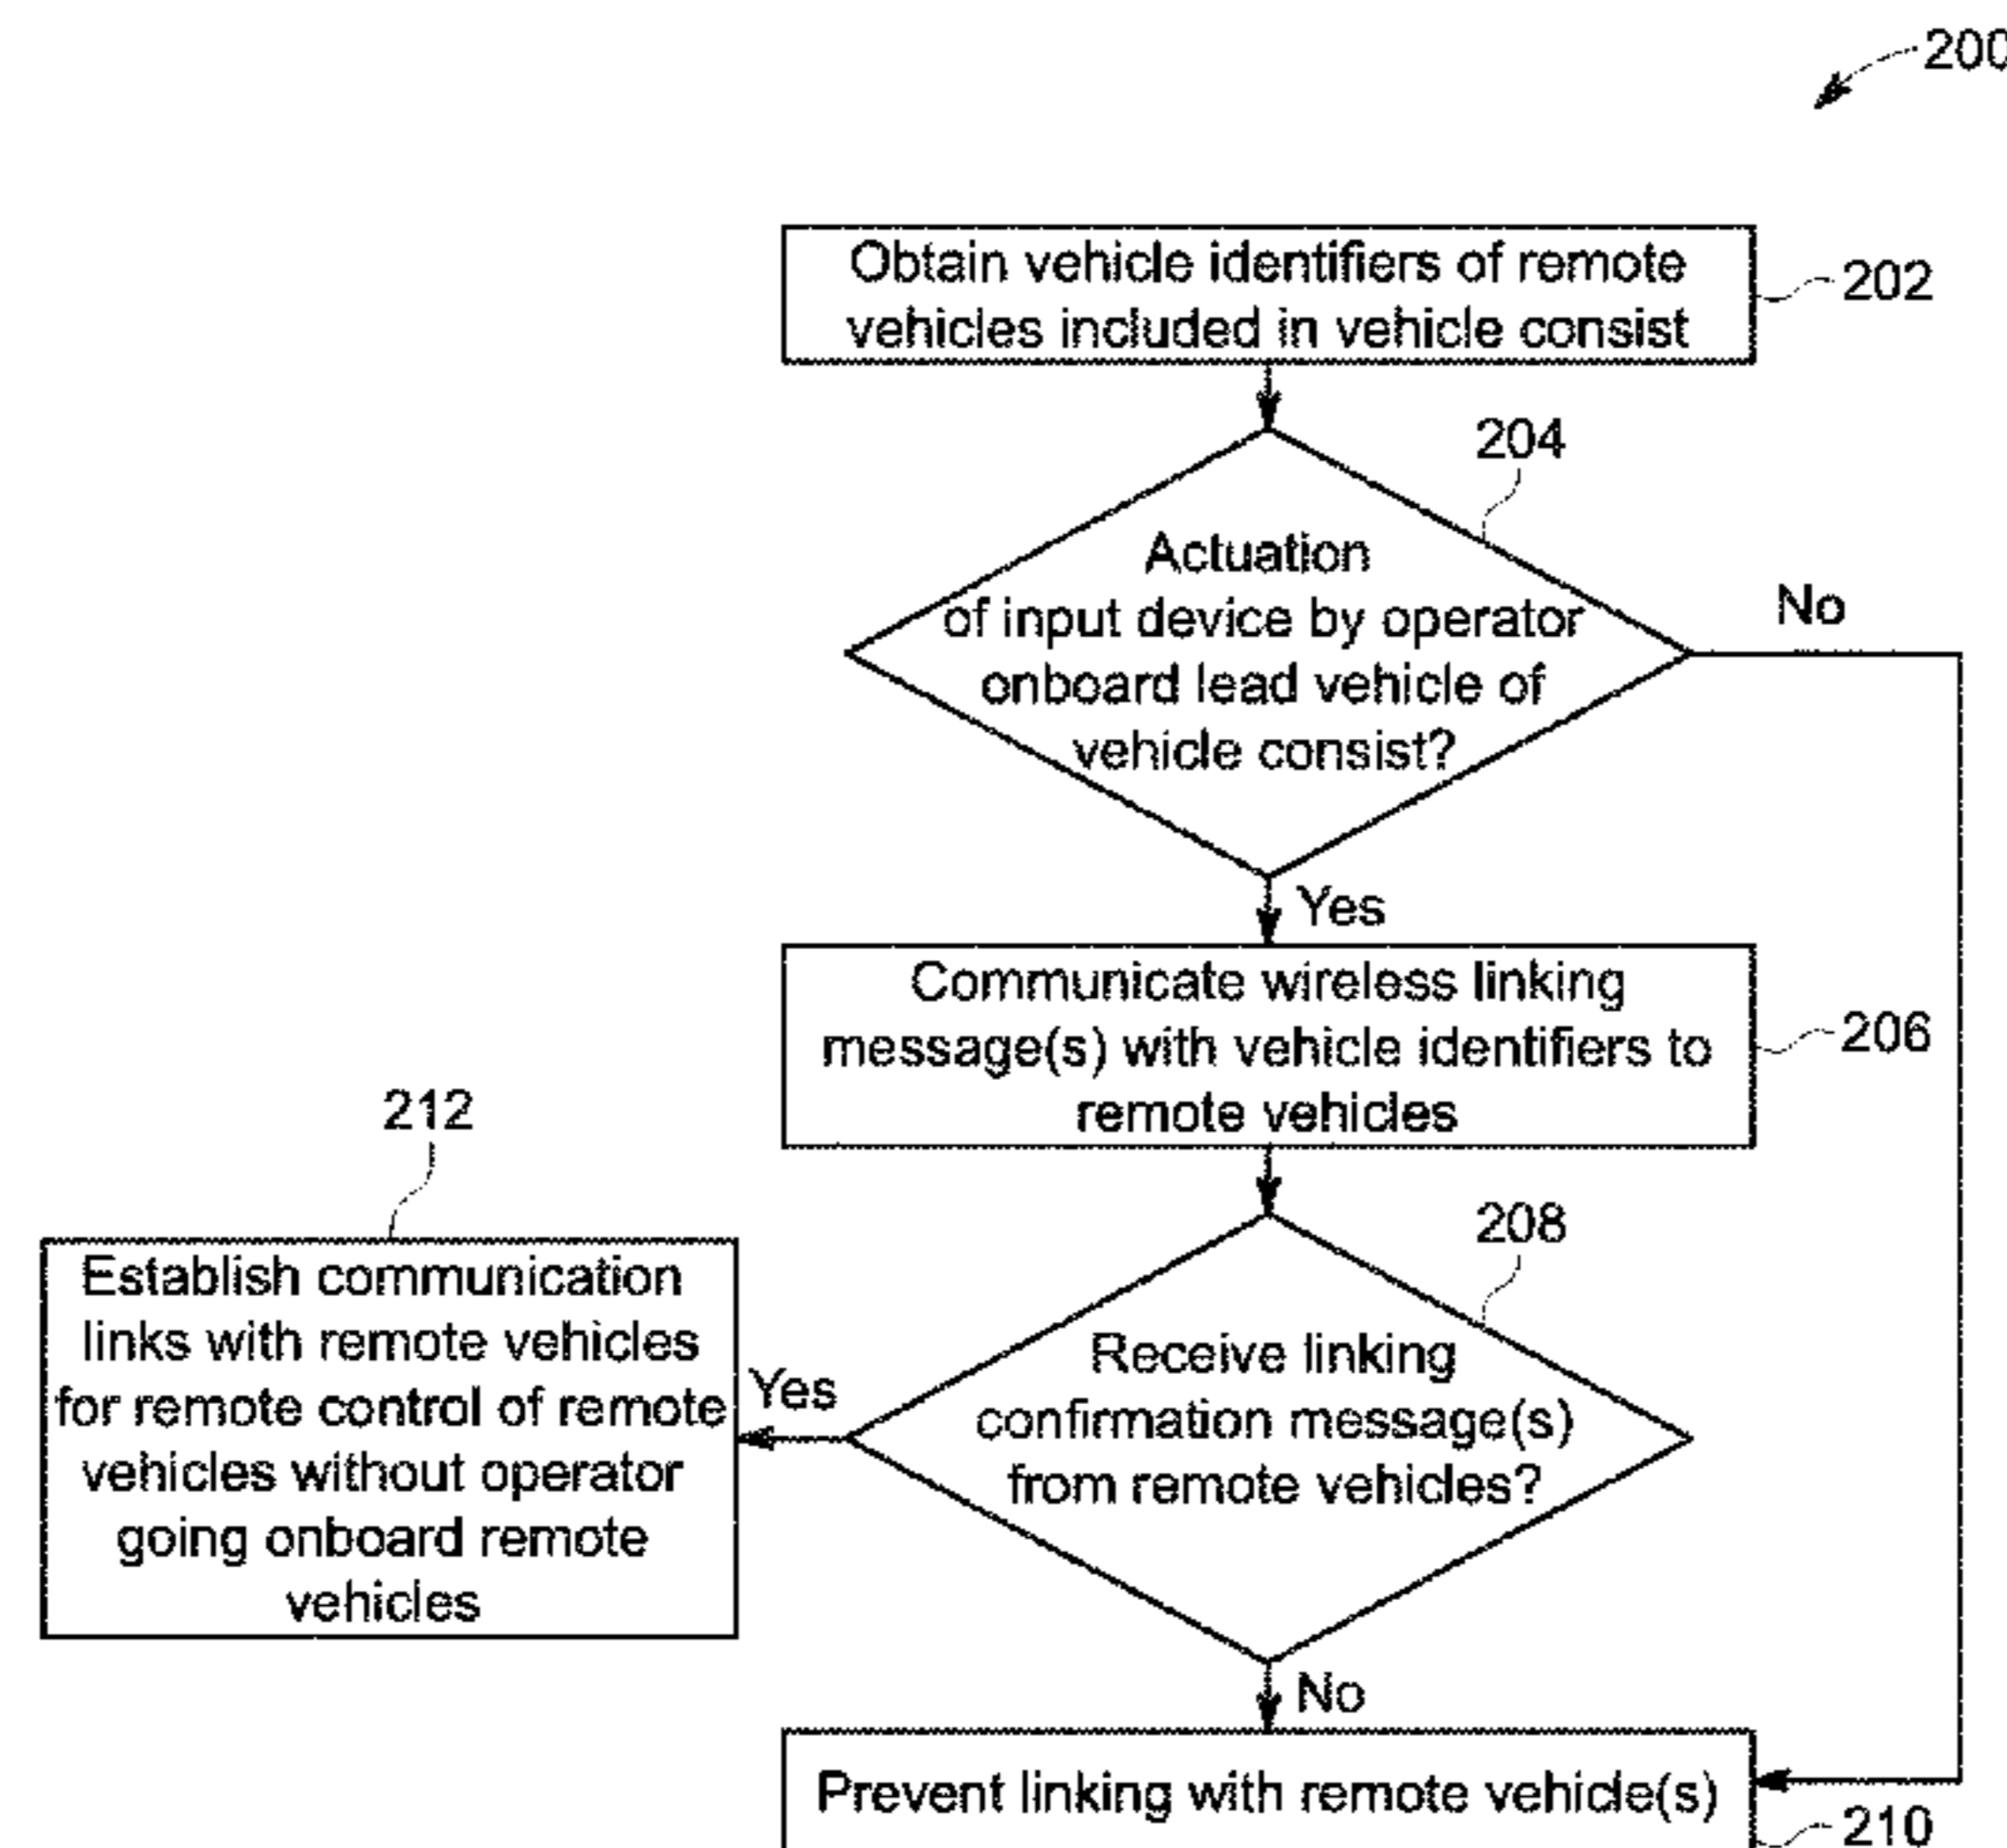 200
Obtain vehicle identifiers of remote
vehicles included in vehicle consist
202
204
Actuation
of input device by operator
onboard lead vehicle of
vehicle consist?
No
Yes
Communicate wireless linking
message(s) with vehicle identifiers to
remote vehicles
206
208
Receive linking
confirmation message(s)
from remote vehicles?
Yes
212
Establish communication
links with remote vehicles
for remote control of remote
vehicles without operator
going onboard remote
vehicles
No
Prevent linking with remote vehicle(s)
210